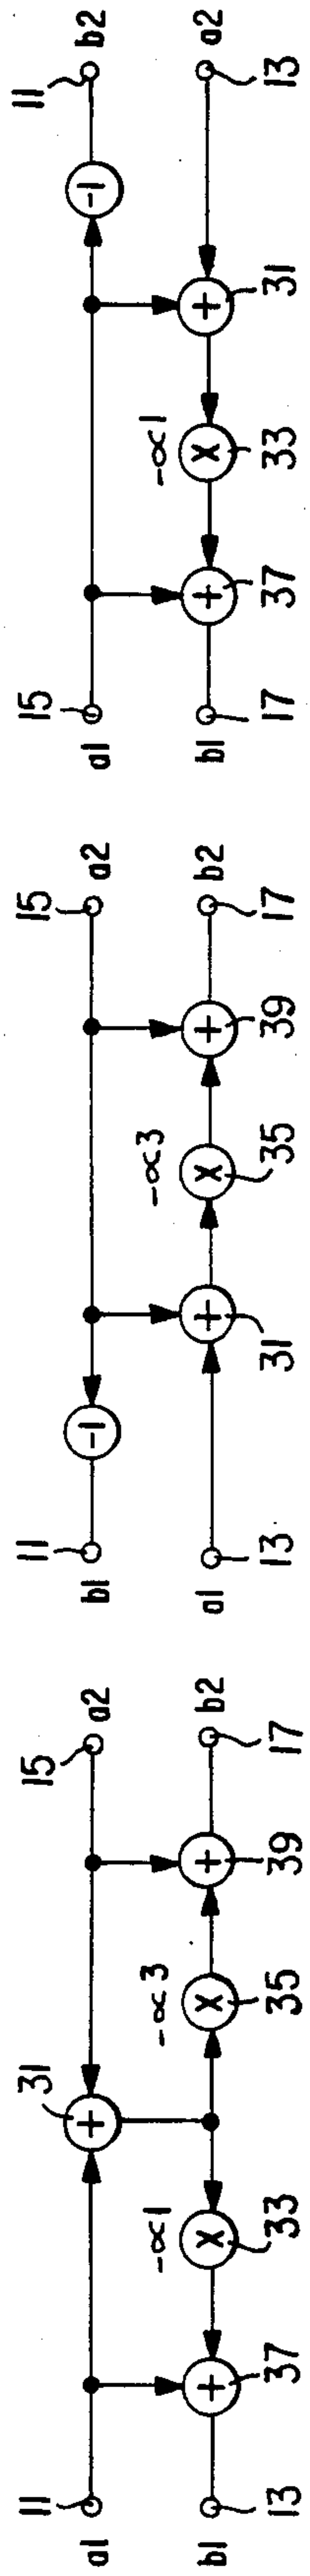 11 31 15
a1 + a2
-α1 -α3
b1 + × × + b2
13 37 33 35 39 17
11 15
b1 -1 a2
-α3
a1 + × + b2
13 31 35 39 17
15 11
a1 -1 b2
-α1
b1 + × + a2
17 37 33 31 13